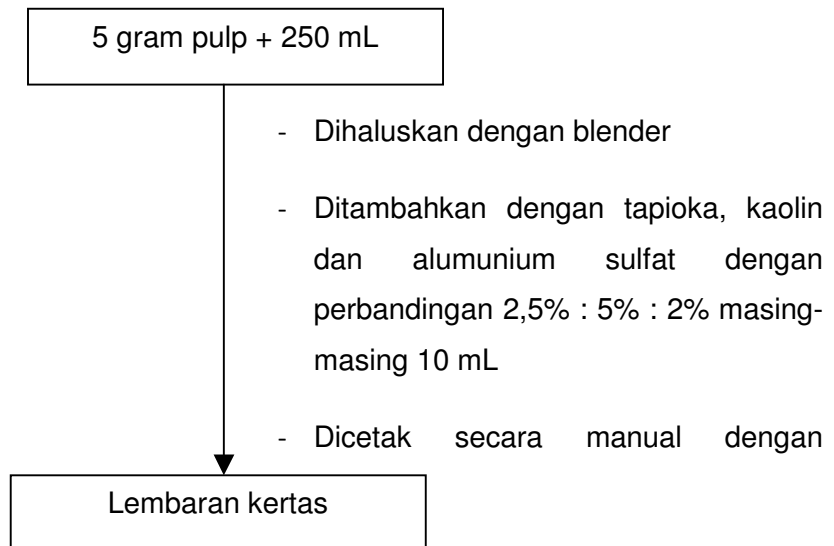 5 gram pulp + 250 mL
- Dihaluskan dengan blender
- Ditambahkan dengan tapioka, kaolin
dan alumunium sulfat dengan
perbandingan 2,5% : 5% : 2% masing-
masing 10 mL
- Dicetak secara manual dengan
Lembaran kertas